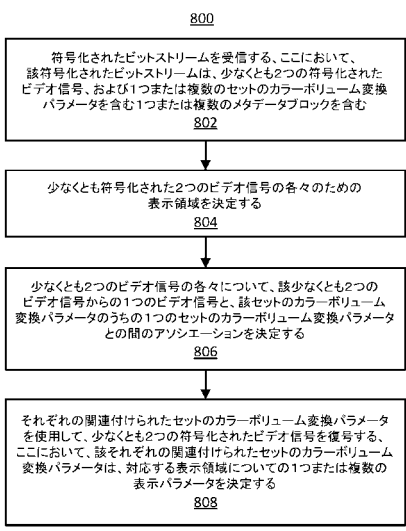 800
符号化されたビットストリームを受信する、ここにおいて、
該符号化されたビットストリームは、少なくとも2つの符号化された
ビデオ信号、および1つまたは複数のセットのカラーボリューム変換
パラメータを含む1つまたは複数のメタデータブロックを含む
802
少なくとも符号化された2つのビデオ信号の各々のための
表示領域を決定する
804
少なくとも2つのビデオ信号の各々について、該少なくとも2つの
ビデオ信号からの1つのビデオ信号と、該セットのカラーボリューム
変換パラメータのうちの1つのセットのカラーボリューム変換パラメータ
との間のアソシエーションを決定する
806
それぞれの関連付けられたセットのカラーボリューム変換パラメータ
を使用して、少なくとも2つの符号化されたビデオ信号を復号する、
ここにおいて、該それぞれの関連付けられたセットのカラーボリューム
変換パラメータは、対応する表示領域についての1つまたは複数の
表示パラメータを決定する
808